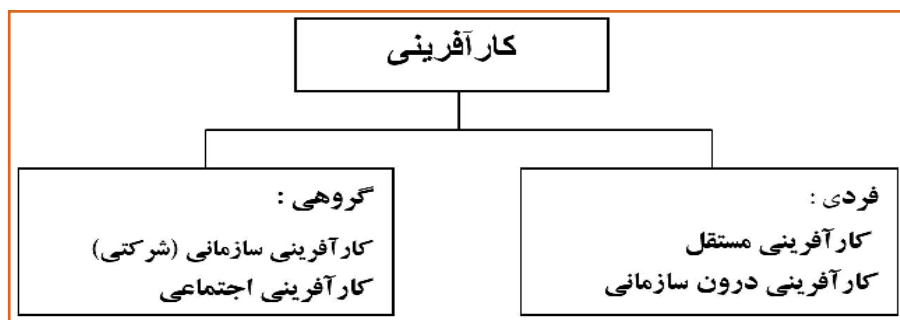 کارآفرینی
فردی :
کارآفرینی مستقل
کارآفرینی درون سازمانی
گروهی :
کارآفرینی سازمانی (شرکتی)
کارآفرینی اجتماعی